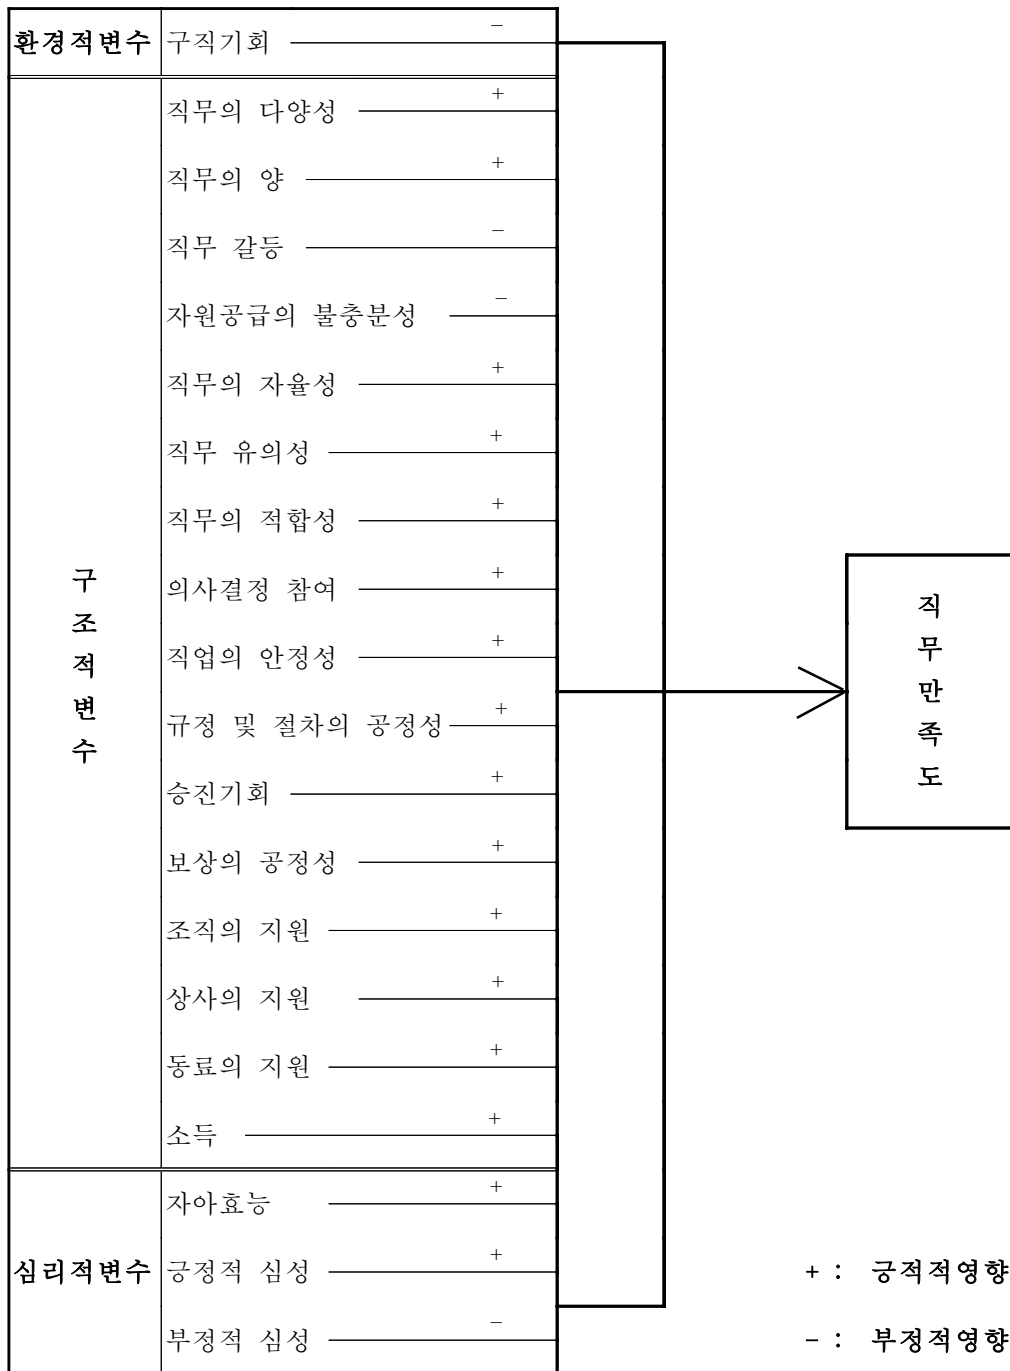 환경적변수 구직기회 −
직무의 다양성 +
직무의 양 +
직무 갈등 −
자원공급의 불충분성 −
직무의 자율성 +
직무 유의성 +
직무의 적합성 +
의사결정 참여 +
직업의 안정성 +
규정 및 절차의 공정성 +
승진기회 +
보상의 공정성 +
조직의 지원 +
상사의 지원 +
동료의 지원 +
소득 +
구
조
적
변
수
자아효능 +
심리적변수 긍정적 심성 +
부정적 심성 −
직
무
만
족
도
+ : 긍적적영향
− : 부정적영향